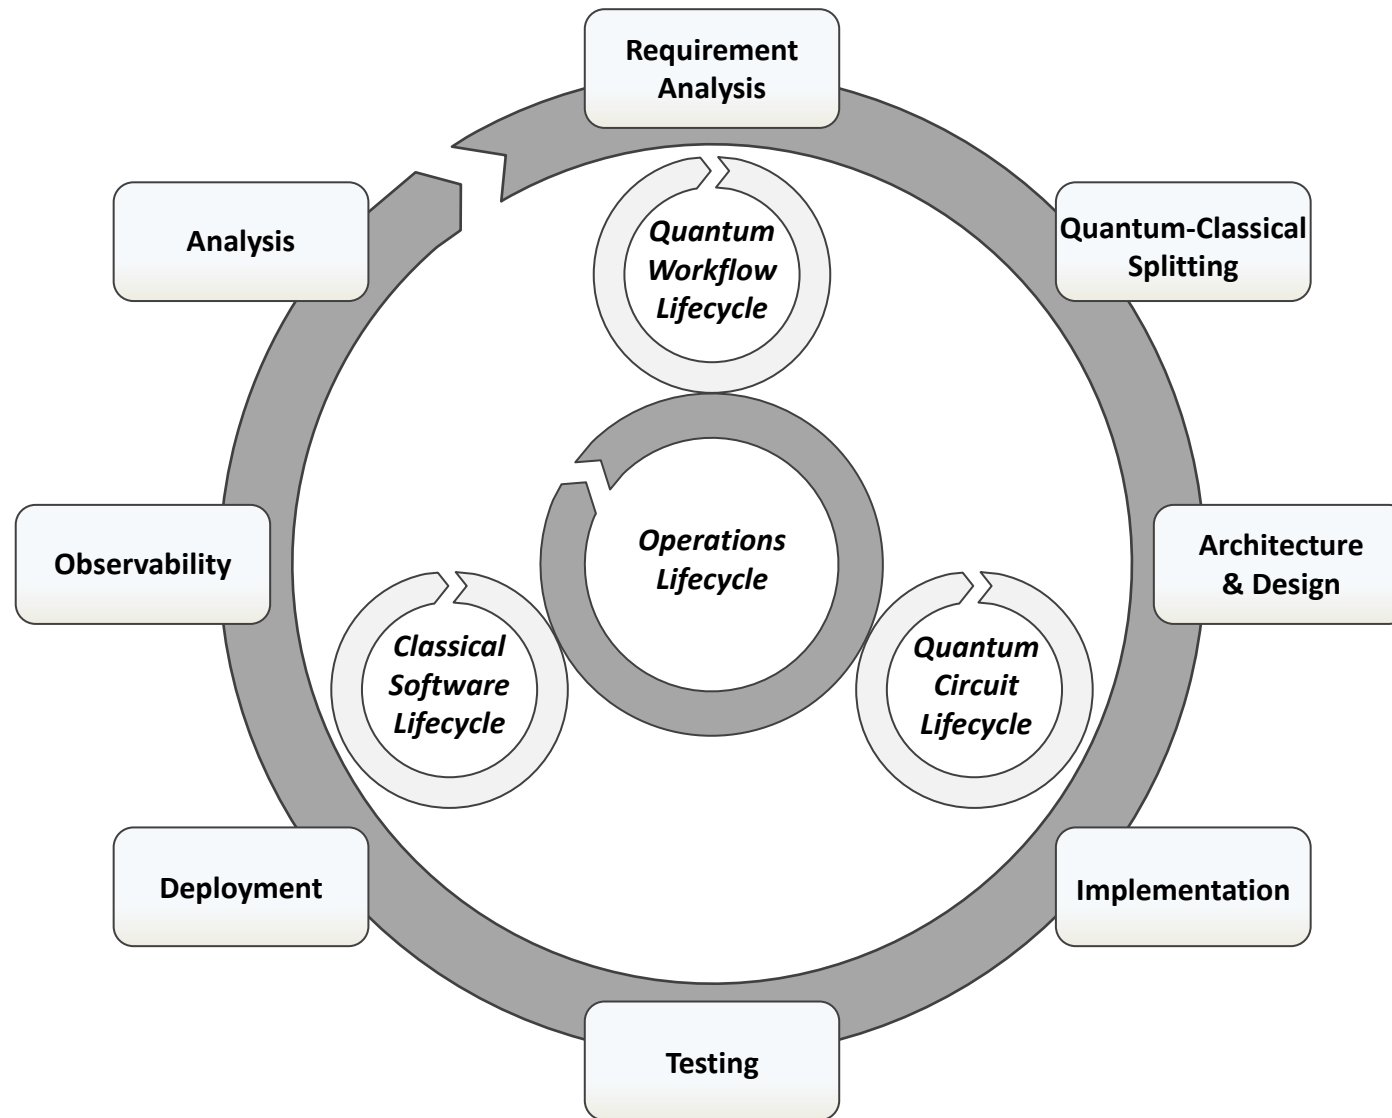 Requirement
Analysis
Quantum-Classical
Splitting
Analysis
Quantum
Workflow
Lifecycle
Operations
Lifecycle
Observability
Architecture
& Design
Classical
Software
Lifecycle
Quantum
Circuit
Lifecycle
Deployment
Implementation
Testing